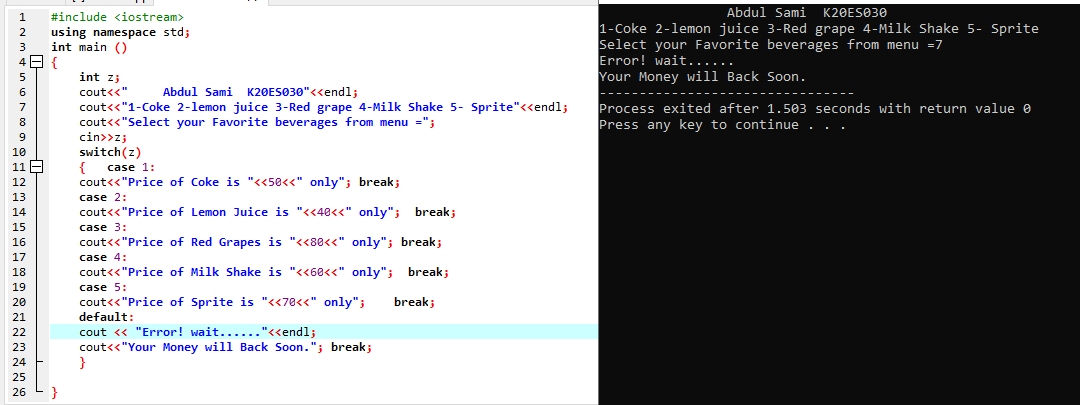 1 #include <iostream>
2 using namespace std;
3 int main ()
4 {
5 int z;
6 cout<<"     Abdul Sami  K20ES030"<<endl;
7 cout<<"1-Coke 2-lemon juice 3-Red grape 4-Milk Shake 5- Sprite"<<endl;
8 cout<<"Select your Favorite beverages from menu =";
9 cin>>z;
10 switch(z)
11 {   case 1:
12 cout<<"Price of Coke is "<<50<<" only"; break;
13 case 2:
14 cout<<"Price of Lemon Juice is "<<40<<" only";  break;
15 case 3:
16 cout<<"Price of Red Grapes is "<<80<<" only"; break;
17 case 4:
18 cout<<"Price of Milk Shake is "<<60<<" only";  break;
19 case 5:
20 cout<<"Price of Sprite is "<<70<<" only";    break;
21 default:
22 cout << "Error! wait......"<<endl;
23 cout<<"Your Money will Back Soon."; break;
24 }
25
26 }
Abdul Sami  K20ES030
1-Coke 2-lemon juice 3-Red grape 4-Milk Shake 5- Sprite
Select your Favorite beverages from menu =7
Error! wait......
Your Money will Back Soon.
--------------------------------
Process exited after 1.503 seconds with return value 0
Press any key to continue . . .